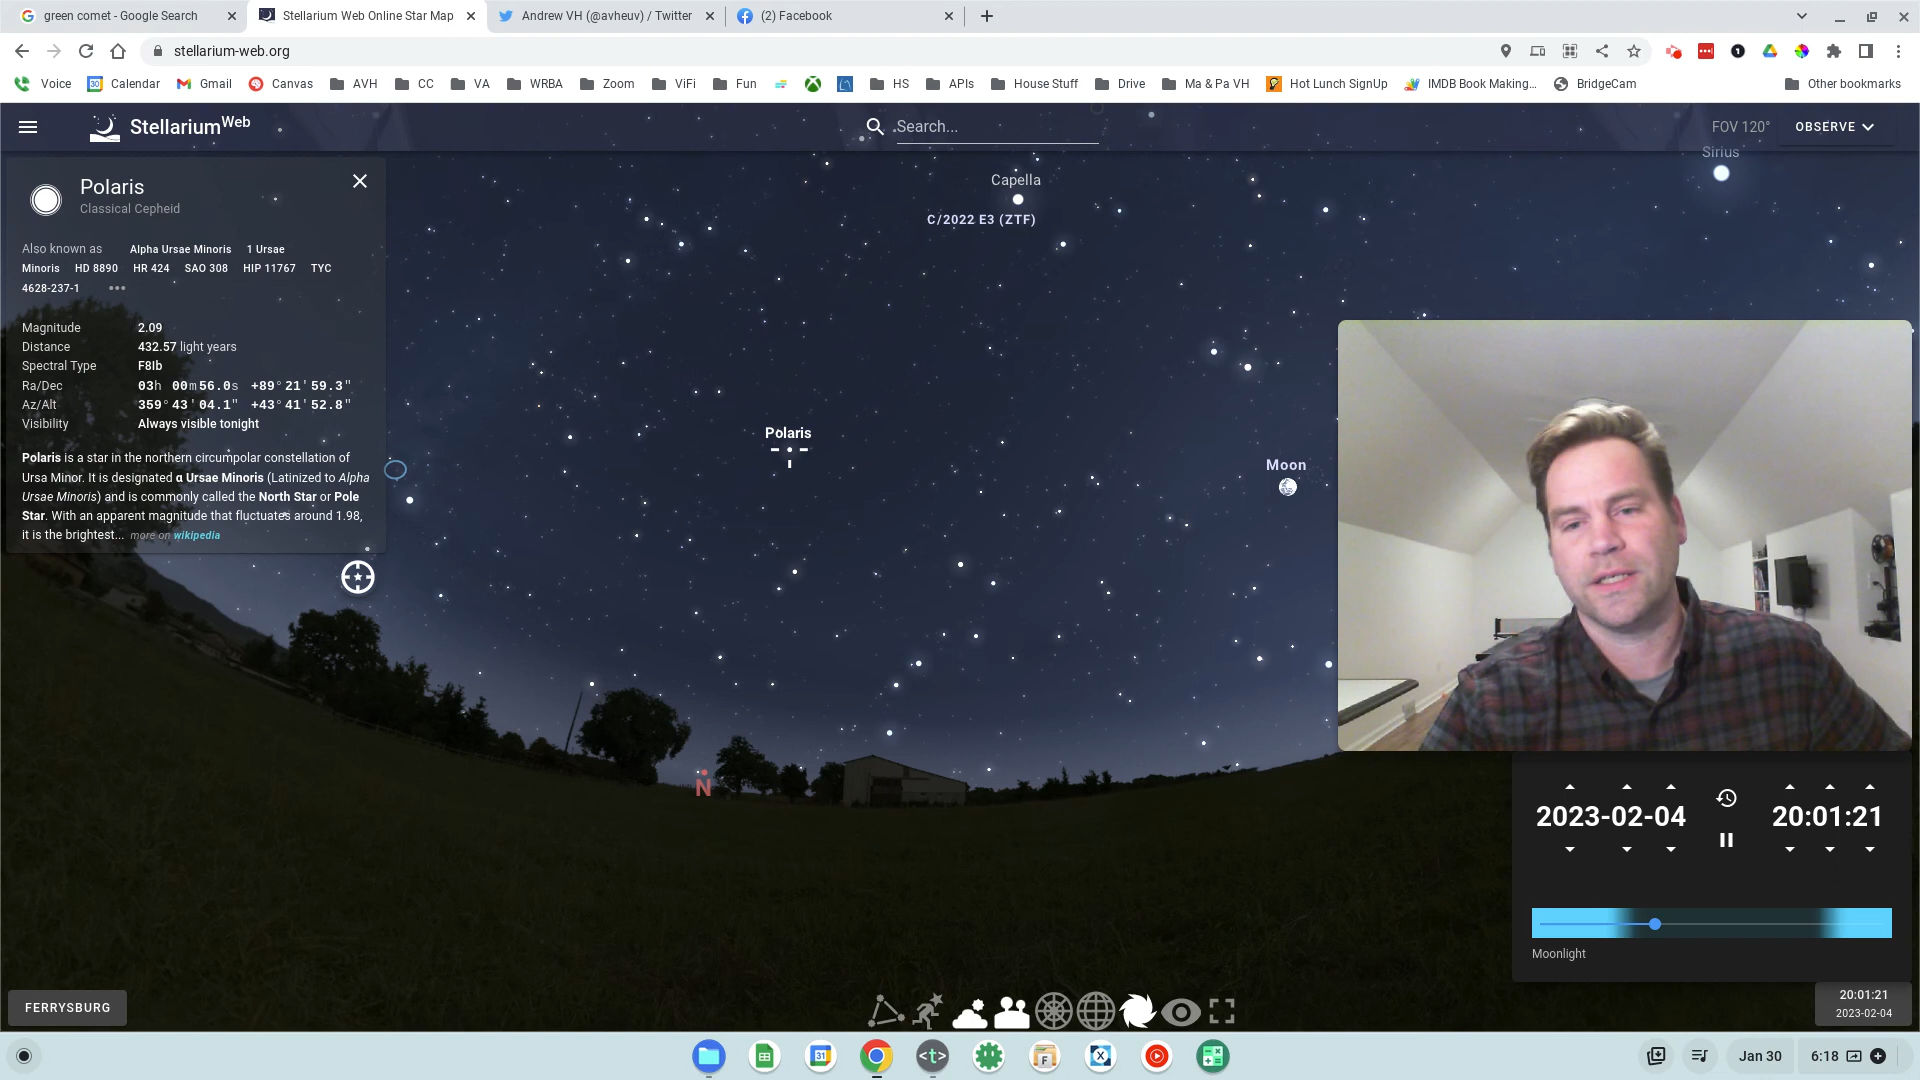 green comet - Google Search
Stellarium Web Online Star Map
Andrew VH (@avheuv) / Twitter
(2) Facebook
stellarium-web.org
Voice
30
Calendar
Gmail
Canvas
AVH
CC
VA
WRBA
Zoom
ViFi
Fun
HS
APIs
House Stuff
Drive
Ma & Pa VH
Hot Lunch SignUp
IMDB Book Making...
BridgeCam
Other bookmarks
StellariumWeb
Search...
FOV 120°
OBSERVE
Sirius
Capella
C/2022 E3 (ZTF)
Polaris
Classical Cepheid
Also known as Alpha Ursae Minoris 1 Ursae
Minoris HD 8890 HR 424 SAO 308 HIP 11767 TYC
4628-237-1 •••
Magnitude 2.09
Distance 432.57 light years
Spectral Type F8Ib
Ra/Dec 03h 00m56.0s +89°21'59.3"
Az/Alt 359°43'04.1" +43°41'52.8"
Visibility Always visible tonight
Polaris is a star in the northern circumpolar constellation of
Ursa Minor. It is designated α Ursae Minoris (Latinized to Alpha
Ursae Minoris) and is commonly called the North Star or Pole
Star. With an apparent magnitude that fluctuates around 1.98,
it is the brightest... more on wikipedia
Polaris
Moon
N
2023-02-04
20:01:21
Moonlight
FERRYSBURG
20:01:21
2023-02-04
31
<t>
F
X
Jan 30
6:18